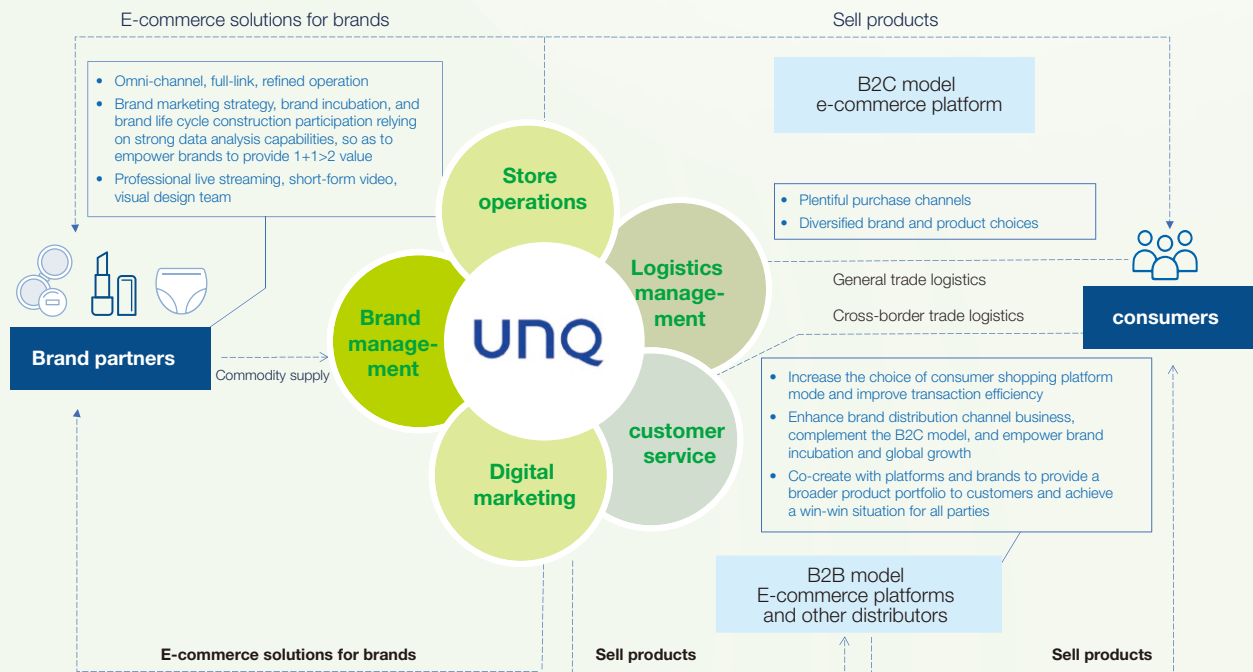 E-commerce solutions for brands
Sell products
• Omni-channel, full-link, refined operation
• Brand marketing strategy, brand incubation, and
brand life cycle construction participation relying
on strong data analysis capabilities, so as to
empower brands to provide 1+1>2 value
• Professional live streaming, short-form video,
visual design team
B2C model
e-commerce platform
Store
operations
• Plentiful purchase channels
• Diversified brand and product choices
Logistics
manage-
ment
General trade logistics
Cross-border trade logistics
consumers
Brand
manage-
ment
UNQ
Brand partners
Commodity supply
• Increase the choice of consumer shopping platform
mode and improve transaction efficiency
• Enhance brand distribution channel business,
complement the B2C model, and empower brand
incubation and global growth
• Co-create with platforms and brands to provide a
broader product portfolio to customers and achieve
a win-win situation for all parties
customer
service
Digital
marketing
B2B model
E-commerce platforms
and other distributors
E-commerce solutions for brands
Sell products
Sell products